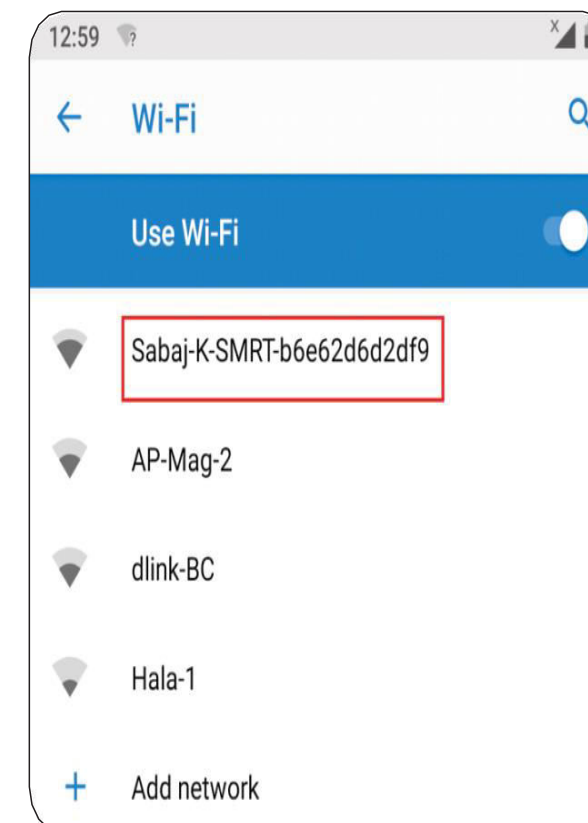 12:59 ? X
Wi-Fi
Use Wi-Fi
Sabaj-K-SMRT-b6e62d6d2df9
AP-Mag-2
dlink-BC
Hala-1
+ Add network